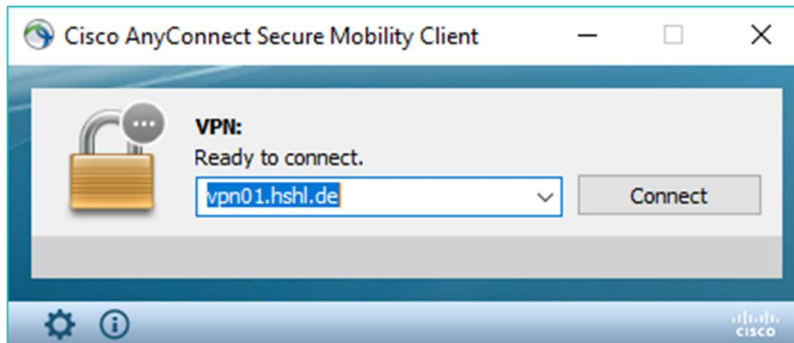 Cisco AnyConnect Secure Mobility Client
VPN:
Ready to connect.
vpn01.hshl.de
Connect
CISCO